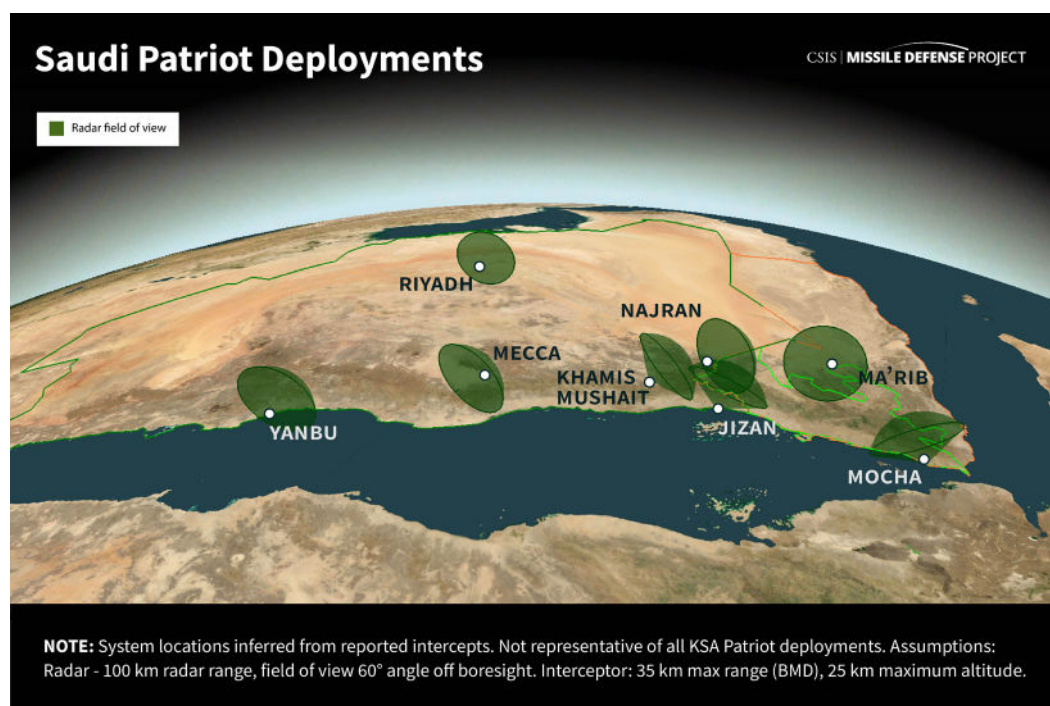 Saudi Patriot Deployments
CSIS | MISSILE DEFENSE PROJECT
Radar field of view
RIYADH
NAJRAN
MECCA
KHAMIS
MUSHAIT
MA'RIB
YANBU
JIZAN
MOCHA
NOTE: System locations inferred from reported intercepts. Not representative of all KSA Patriot deployments. Assumptions:
Radar - 100 km radar range, field of view 60° angle off boresight. Interceptor: 35 km max range (BMD), 25 km maximum altitude.